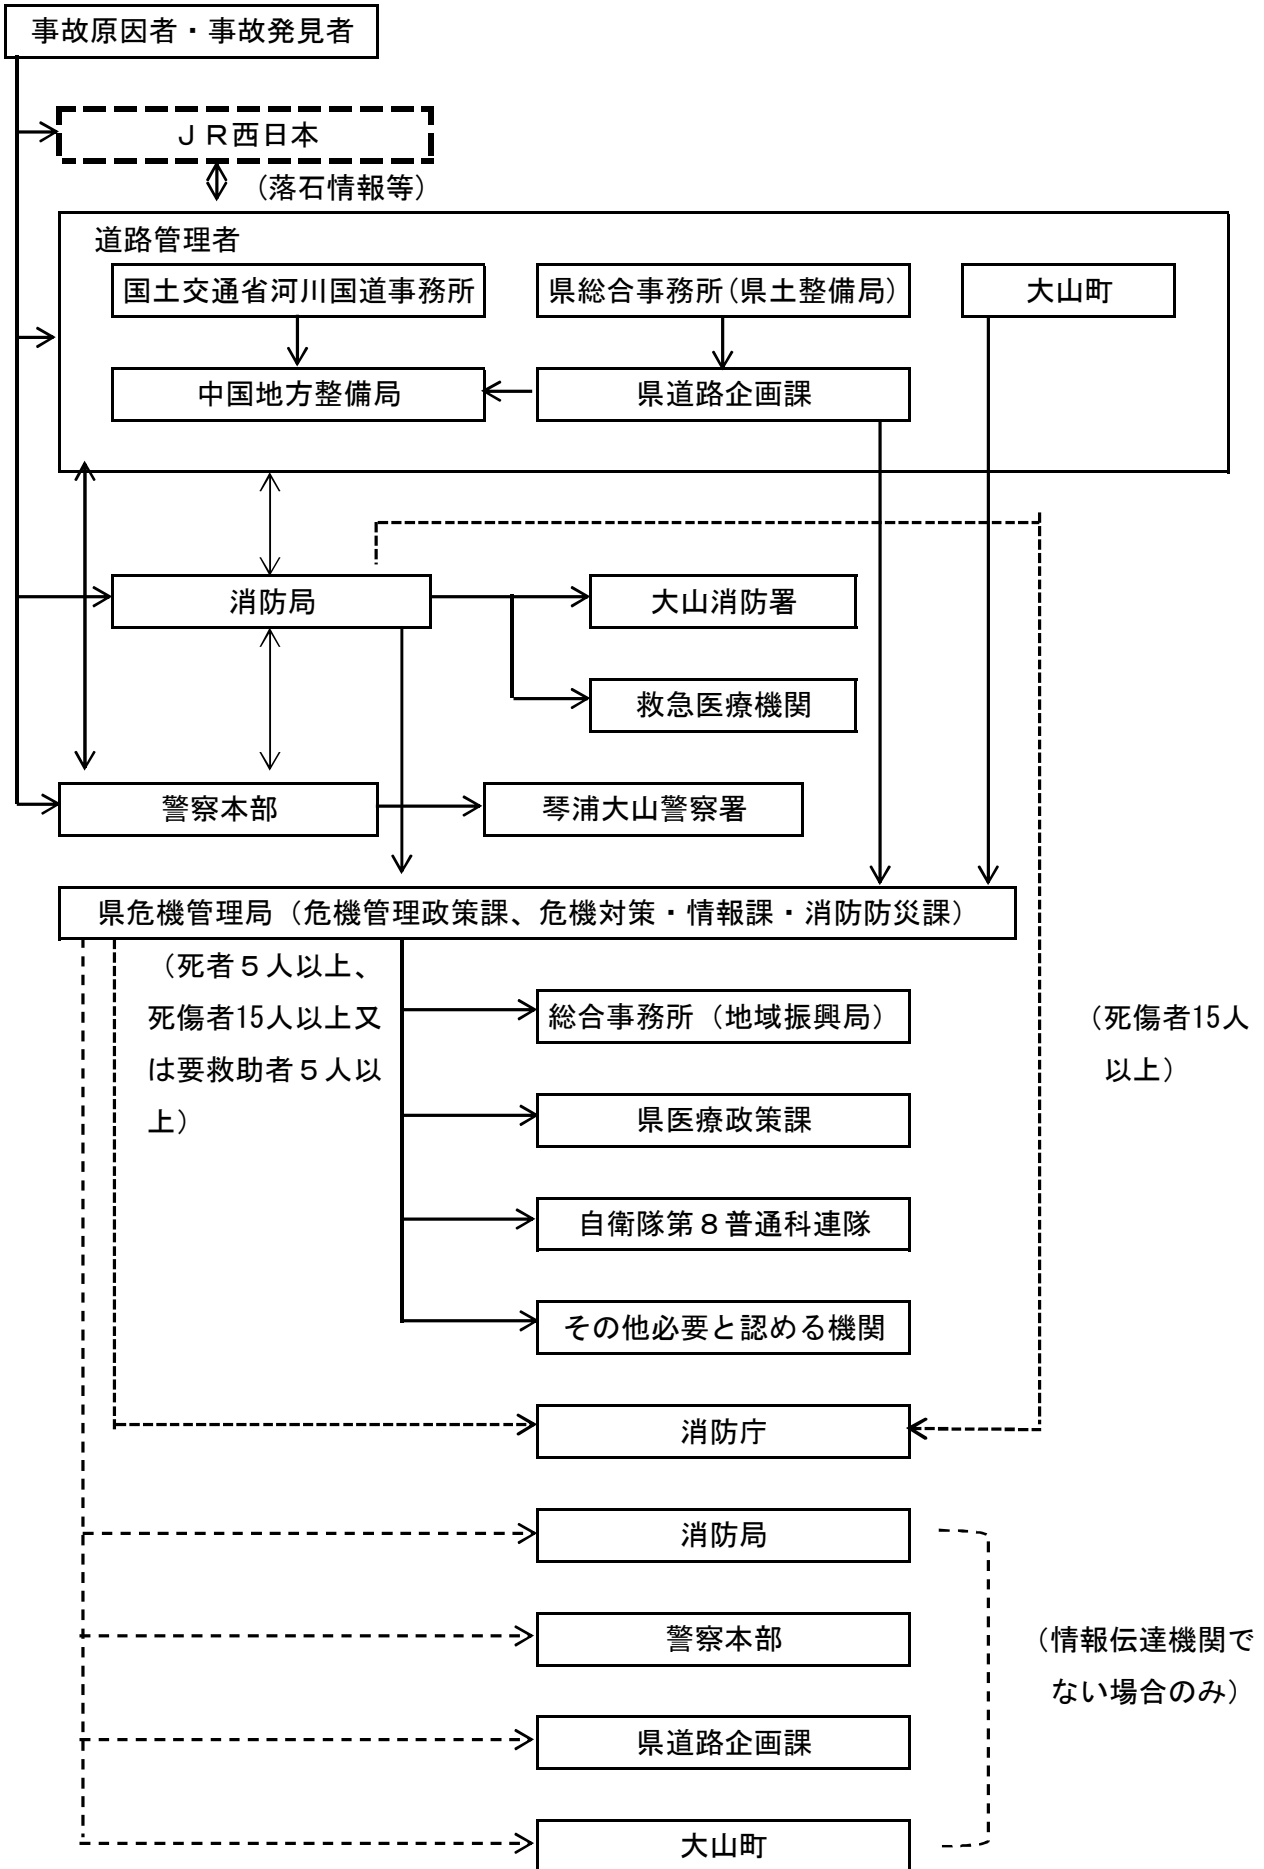 事故原因者・事故発見者
ＪＲ西日本
（落石情報等）
道路管理者
国土交通省河川国道事務所
県総合事務所(県土整備局)
大山町
中国地方整備局
県道路企画課
消防局
大山消防署
救急医療機関
警察本部
琴浦大山警察署
県危機管理局（危機管理政策課、危機対策・情報課・消防防災課）
（死者５人以上、
死傷者15人以上又
は要救助者５人以
上）
総合事務所（地域振興局）
（死傷者15人
以上）
県医療政策課
自衛隊第８普通科連隊
その他必要と認める機関
消防庁
消防局
警察本部
（情報伝達機関で
ない場合のみ）
県道路企画課
大山町